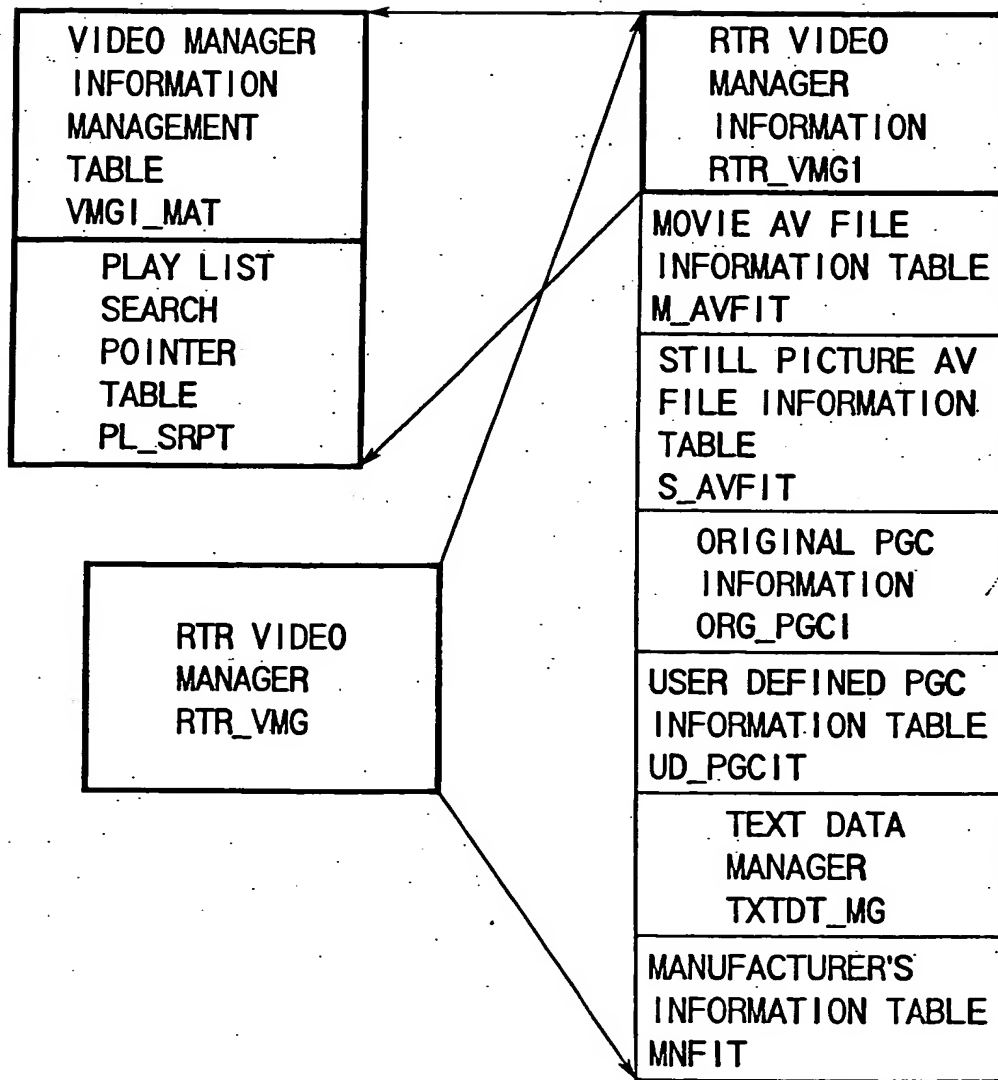 VIDEO MANAGER
INFORMATION
MANAGEMENT
TABLE
VMGI_MAT
PLAY LIST
SEARCH
POINTER
TABLE
PL_SRPT
RTR VIDEO
MANAGER
RTR_VMG
RTR VIDEO
MANAGER
INFORMATION
RTR_VMGI
MOVIE AV FILE
INFORMATION TABLE
M_AVFIT
STILL PICTURE AV
FILE INFORMATION
TABLE
S_AVFIT
ORIGINAL PGC
INFORMATION
ORG_PGCI
USER DEFINED PGC
INFORMATION TABLE
UD_PGCIT
TEXT DATA
MANAGER
TXTDT_MG
MANUFACTURER'S
INFORMATION TABLE
MNFIT